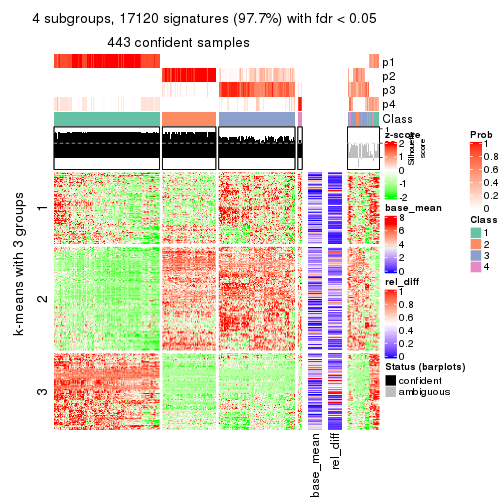 4 subgroups, 17120 signatures (97.7%) with fdr < 0.05
443 confident samples
p1
p2
p3
p4
Class
1
Silhouette
score
z-score
2
1
0
-1
-2
base_mean
8
6
4
2
0
rel_diff
1
0.8
0.6
0.4
0.2
0
Status (barplots)
confident
ambiguous
Prob
1
0.8
0.6
0.4
0.2
0
Class
1
2
3
4
k-means with 3 groups
1
2
3
base_mean
rel_diff